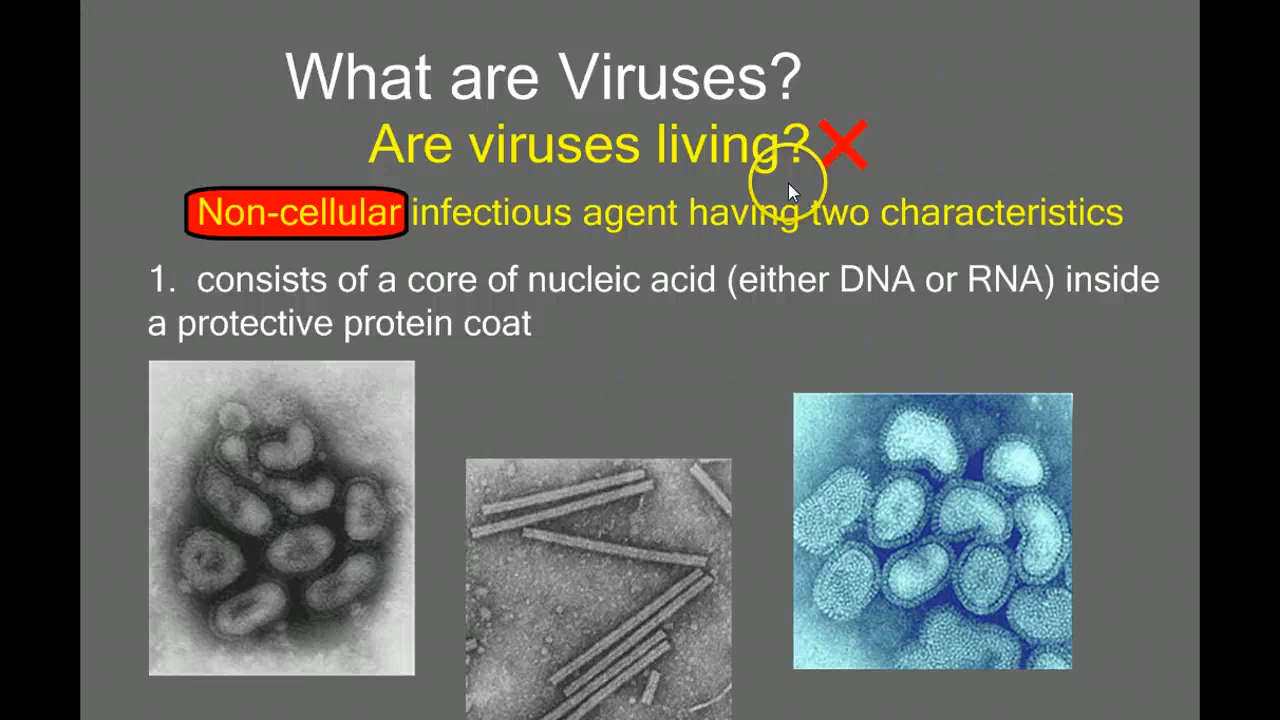 What are Viruses?
Are viruses living?
Non-cellular infectious agent having two characteristics
1. consists of a core of nucleic acid (either DNA or RNA) inside
a protective protein coat